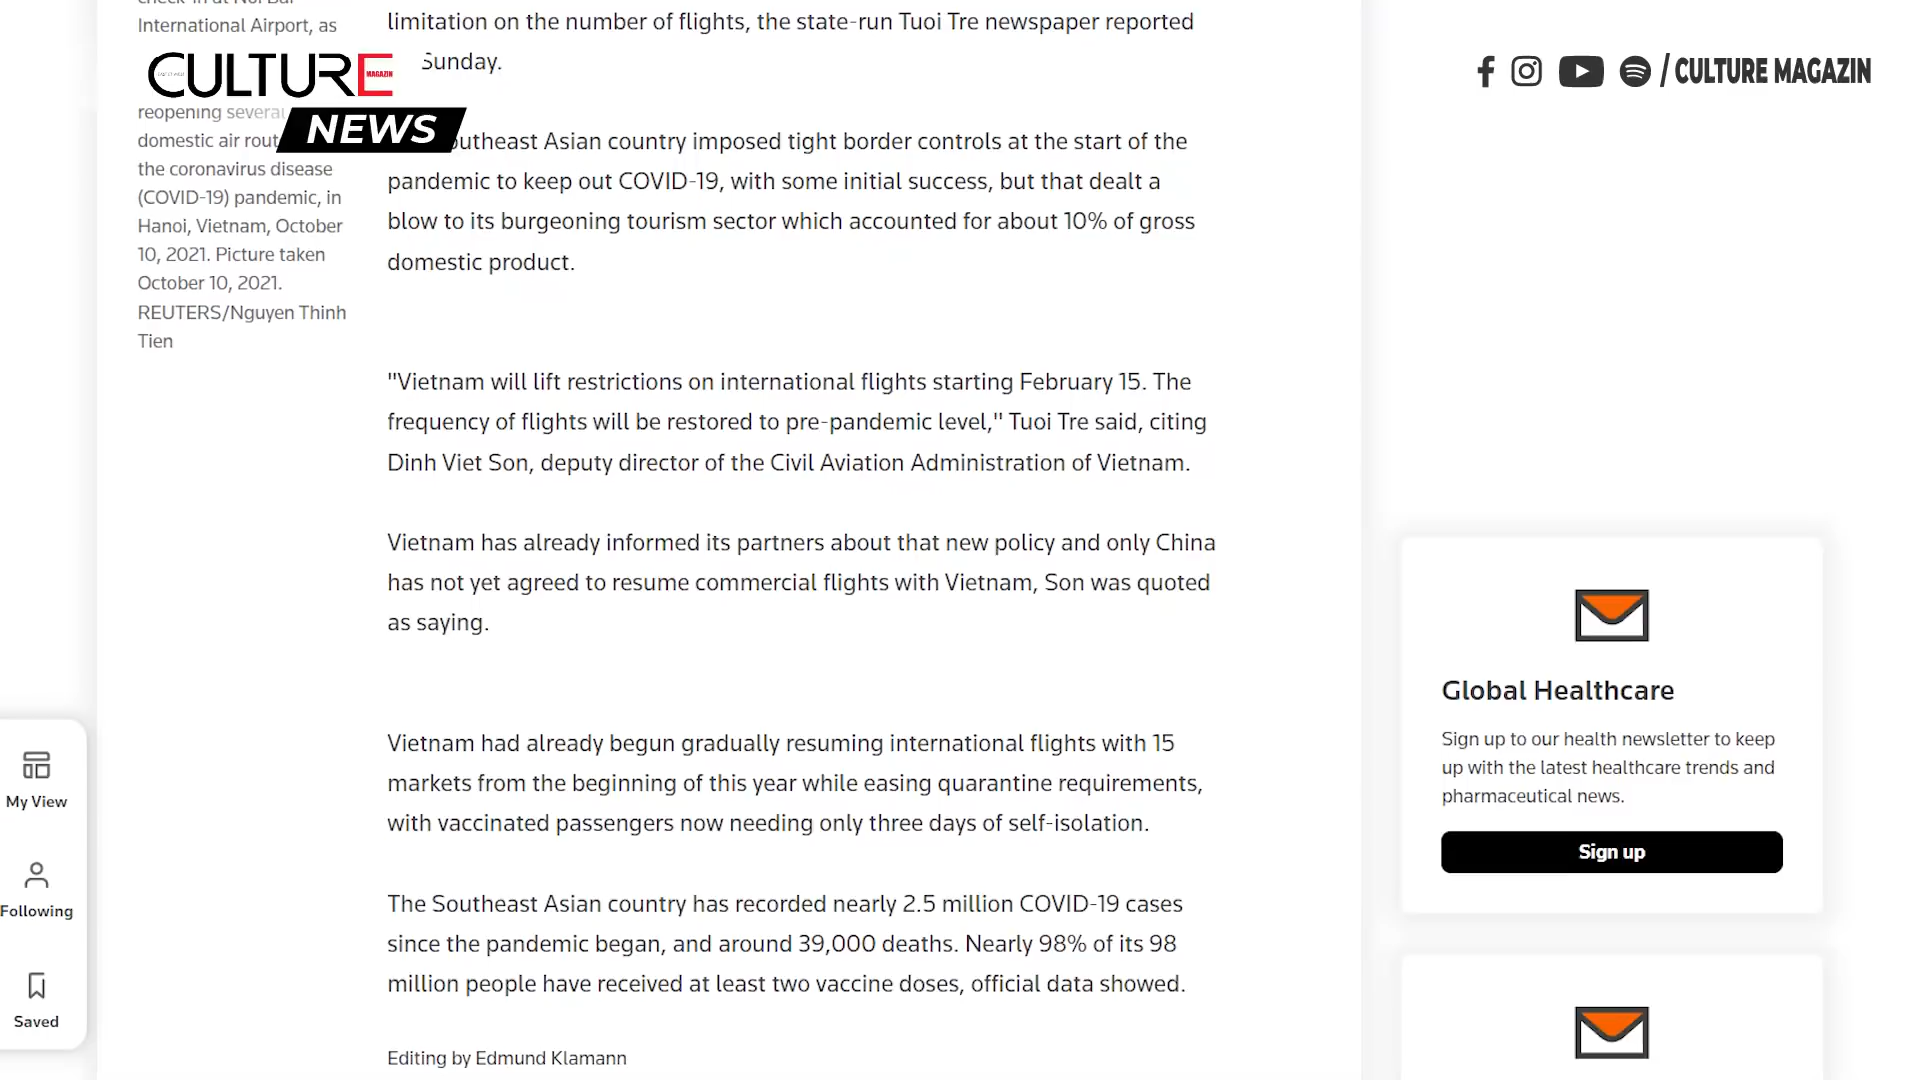 International Airport, as
reopening several
domestic air
the coronavirus disease
(COVID-19) pandemic, in
Hanoi, Vietnam, October
10, 2021. Picture taken
October 10, 2021.
REUTERS/Nguyen Thinh
Tien
CULTURE
MAGAZIN
NEWS
/ CULTURE MAGAZIN
limitation on the number of flights, the state-run Tuoi Tre newspaper reported
Sunday.
Southeast Asian country imposed tight border controls at the start of the
pandemic to keep out COVID-19, with some initial success, but that dealt a
blow to its burgeoning tourism sector which accounted for about 10% of gross
domestic product.
"Vietnam will lift restrictions on international flights starting February 15. The
frequency of flights will be restored to pre-pandemic level," Tuoi Tre said, citing
Dinh Viet Son, deputy director of the Civil Aviation Administration of Vietnam.
Vietnam has already informed its partners about that new policy and only China
has not yet agreed to resume commercial flights with Vietnam, Son was quoted
as saying.
Vietnam had already begun gradually resuming international flights with 15
markets from the beginning of this year while easing quarantine requirements,
with vaccinated passengers now needing only three days of self-isolation.
The Southeast Asian country has recorded nearly 2.5 million COVID-19 cases
since the pandemic began, and around 39,000 deaths. Nearly 98% of its 98
million people have received at least two vaccine doses, official data showed.
Editing by Edmund Klamann
My View
Following
Saved
Global Healthcare
Sign up to our health newsletter to keep
up with the latest healthcare trends and
pharmaceutical news.
Sign up